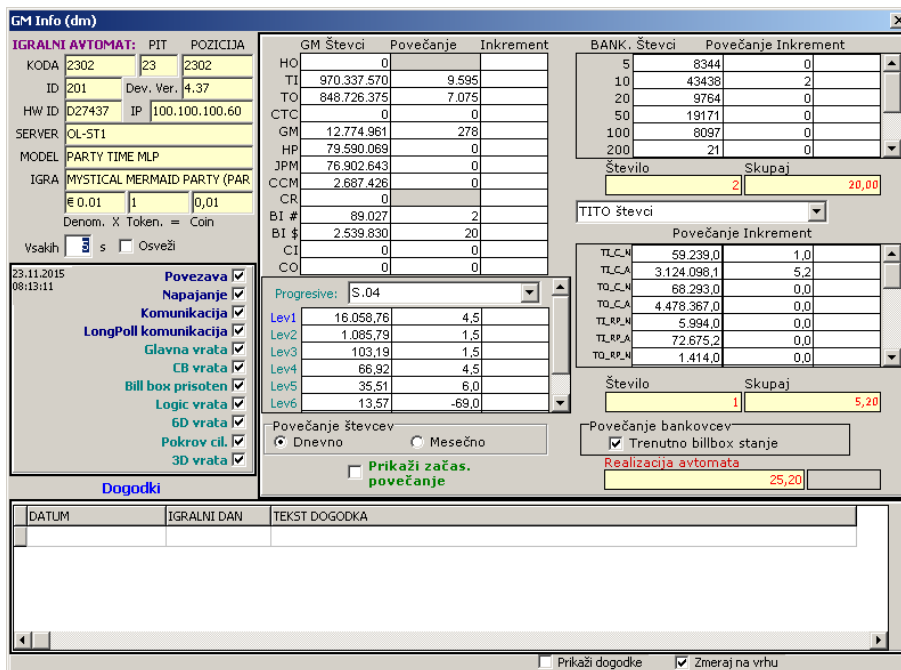 GM Info (dm)
IGRALNI AVTOMAT: PIT POZICIJA
KODA 2302 23 2302
ID 201 Dev. Ver. 4.37
HW ID D27437 IP 100.100.100.60
SERVER OL-ST1
MODEL PARTY TIME MLP
IGRA MYSTICAL MERMAID PARTY (PAR
€ 0.01 1 0,01
Denom. X Token. = Coin
Vsakih 5 s Osveži
23.11.2015
08:13:11
Povezava
Napajanje
Komunikacija
LongPoll komunikacija
Glavna vrata
CB vrata
Bill box prisoten
Logic vrata
6D vrata
Pokrov cil.
3D vrata
Dogodki
GM Števci Povečanje Inkrement
HO 0
TI 970.337.570 9.595
TO 848.726.375 7.075
CTC 0 0
GM 12.774.961 278
HP 79.590.069 0
JPM 76.902.643 0
CCM 2.687.426 0
CR 0
BI # 89.027 2
BI $ 2.539.830 20
CI 0 0
CO 0 0
Progresive: S.04
Lev1 16.058,76 4,5
Lev2 1.085,79 1,5
Lev3 103,19 1,5
Lev4 66,92 4,5
Lev5 35,51 6,0
Lev6 13,57 -69,0
Povečanje števcev
Dnevno Mesečno
Prikaži začas.
povečanje
BANK. Števci Povečanje Inkrement
5 8344 0
10 43438 2
20 9764 0
50 19171 0
100 8097 0
200 21 0
Število Skupaj
2 20,00
TITO števci
Povečanje Inkrement
TI_C_N 59.239,0 1,0
TI_C_A 3.124.098,1 5,2
TO_C_N 68.293,0 0,0
TO_C_A 4.478.367,0 0,0
TI_RP_N 5.994,0 0,0
TI_RP_A 72.675,2 0,0
TO_RP_N 1.414,0 0,0
Število Skupaj
1 5,20
Povečanje bankovcev
Trenutno billbox stanje
Realizacija avtomata
25,20
DATUM IGRALNI DAN TEKST DOGODKA
Prikaži dogodke Zmeraj na vrhu